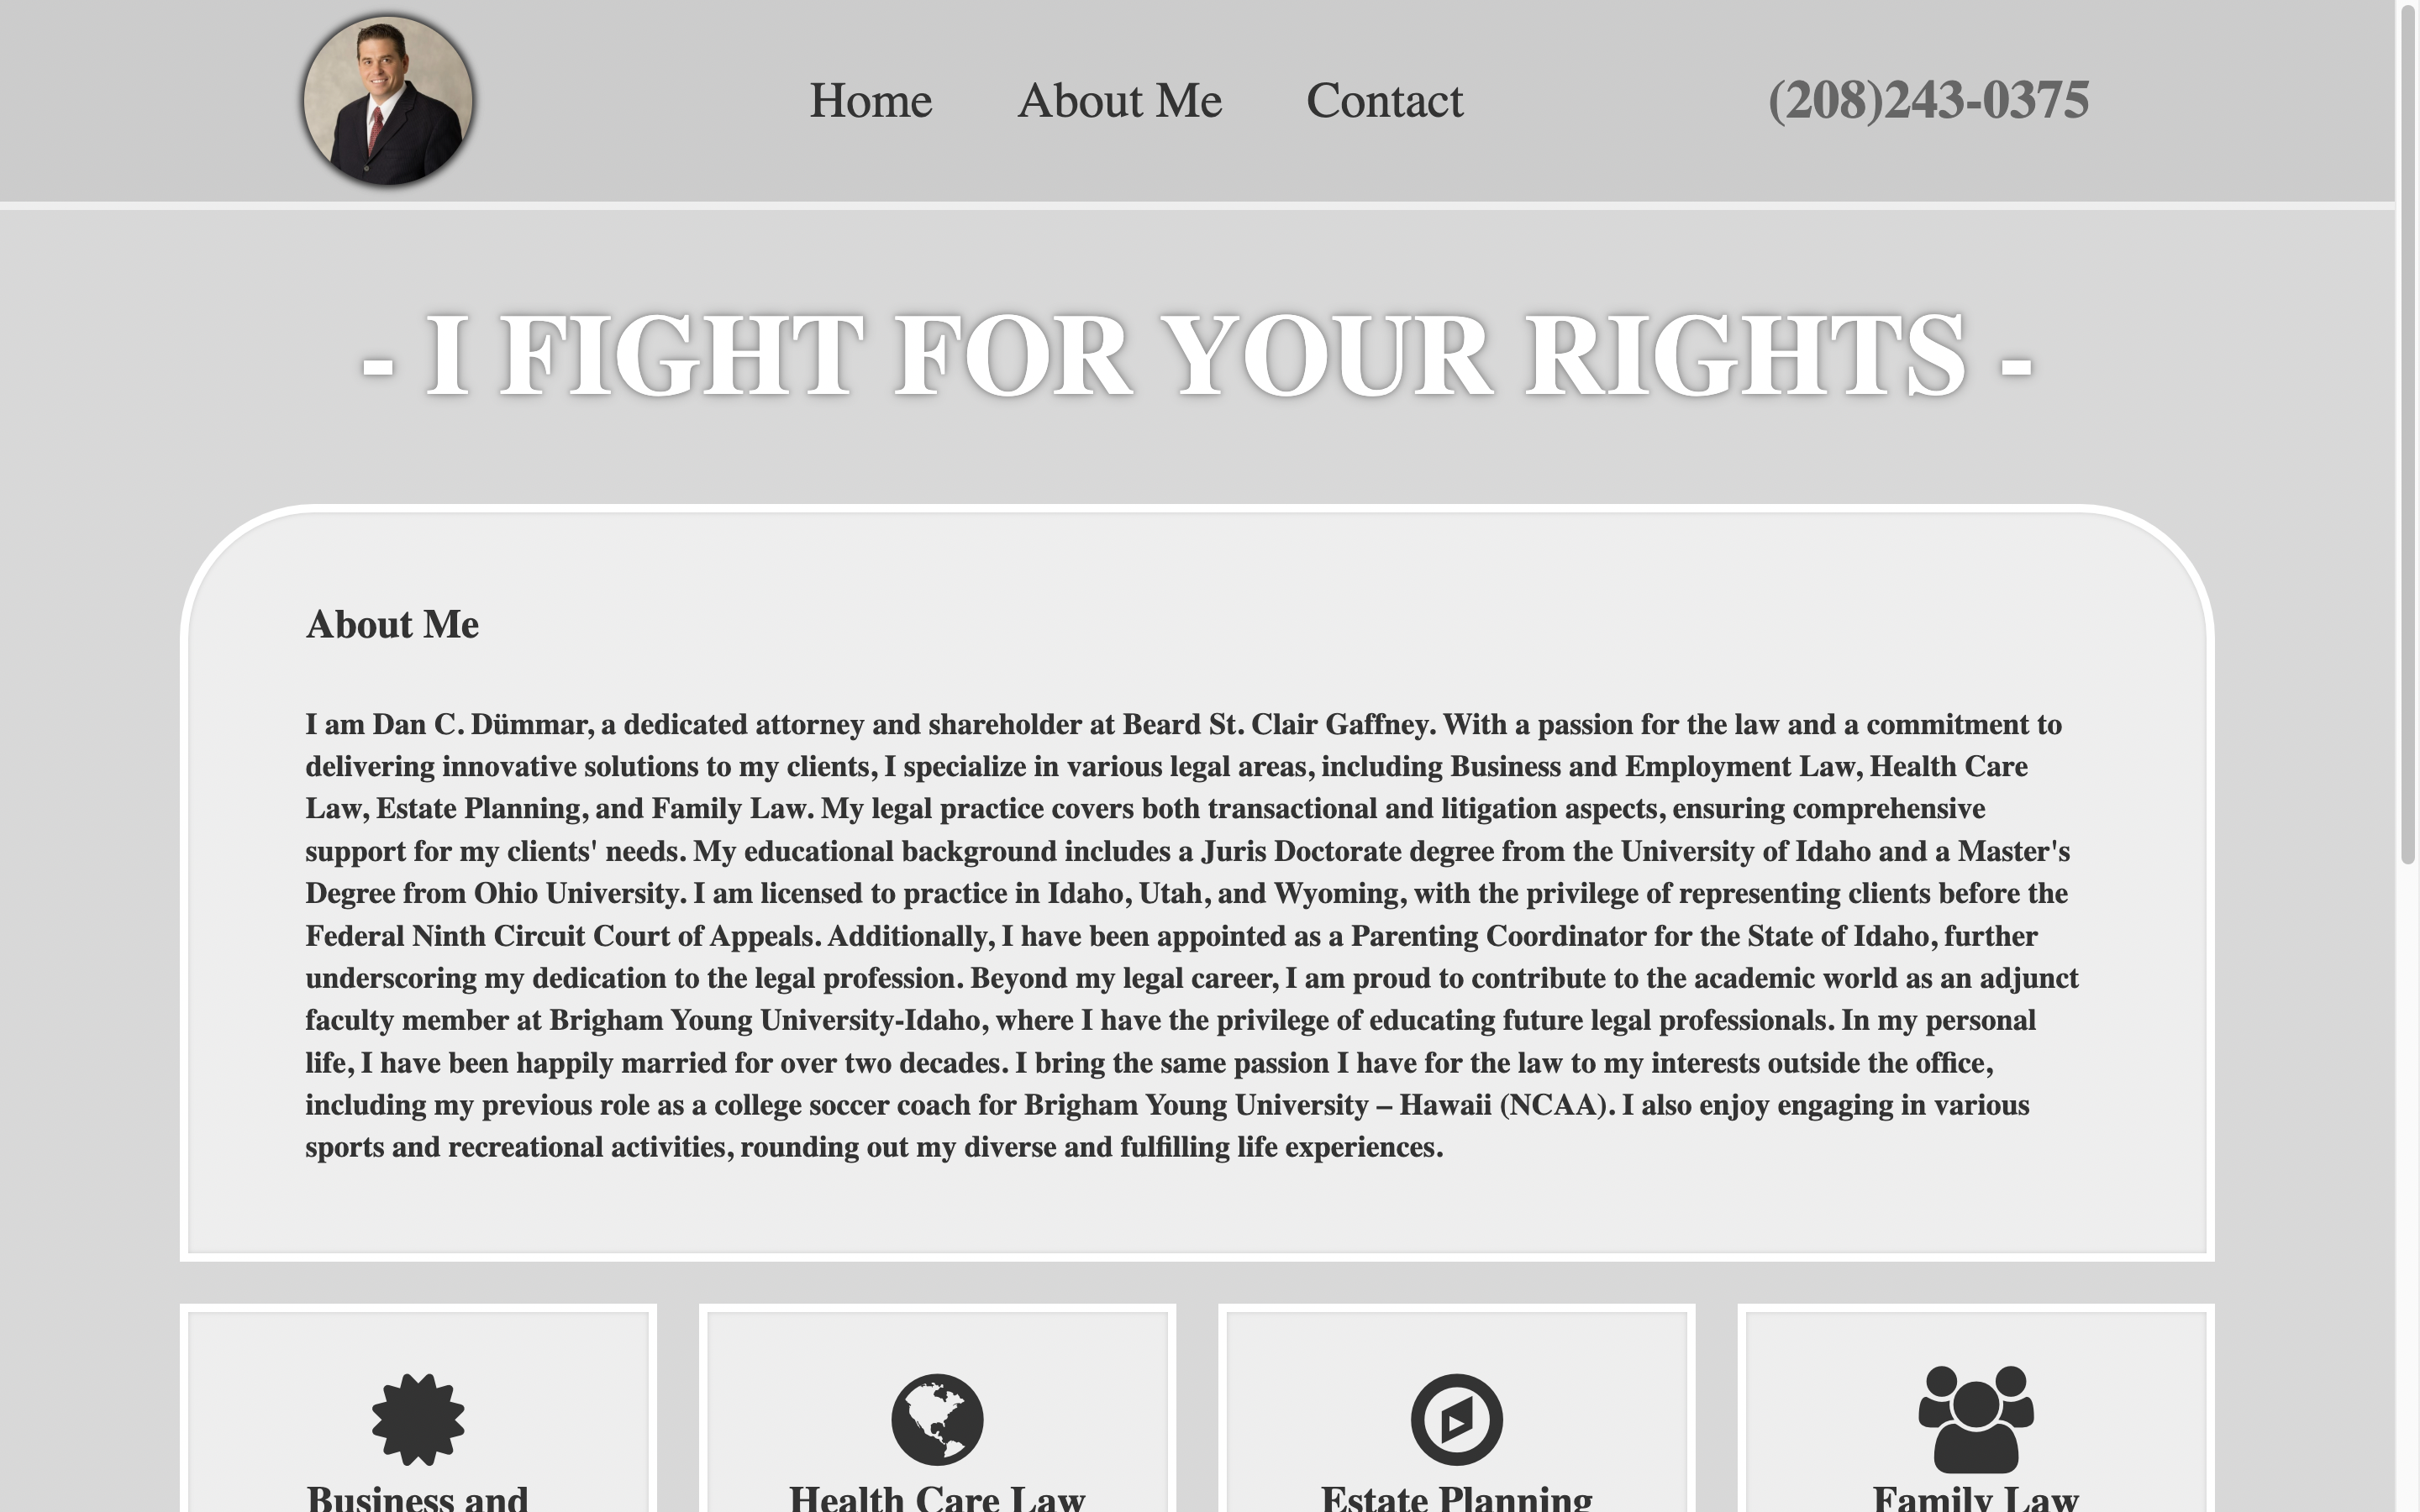 Home About Me Contact (208)243-0375
- I FIGHT FOR YOUR RIGHTS -
About Me
I am Dan C. Dümmar, a dedicated attorney and shareholder at Beard St. Clair Gaffney. With a passion for the law and a commitment to
delivering innovative solutions to my clients, I specialize in various legal areas, including Business and Employment Law, Health Care
Law, Estate Planning, and Family Law. My legal practice covers both transactional and litigation aspects, ensuring comprehensive
support for my clients' needs. My educational background includes a Juris Doctorate degree from the University of Idaho and a Master's
Degree from Ohio University. I am licensed to practice in Idaho, Utah, and Wyoming, with the privilege of representing clients before the
Federal Ninth Circuit Court of Appeals. Additionally, I have been appointed as a Parenting Coordinator for the State of Idaho, further
underscoring my dedication to the legal profession. Beyond my legal career, I am proud to contribute to the academic world as an adjunct
faculty member at Brigham Young University-Idaho, where I have the privilege of educating future legal professionals. In my personal
life, I have been happily married for over two decades. I bring the same passion I have for the law to my interests outside the office,
including my previous role as a college soccer coach for Brigham Young University – Hawaii (NCAA). I also enjoy engaging in various
sports and recreational activities, rounding out my diverse and fulfilling life experiences.
Business and
Health Care Law
Estate Planning
Family Law